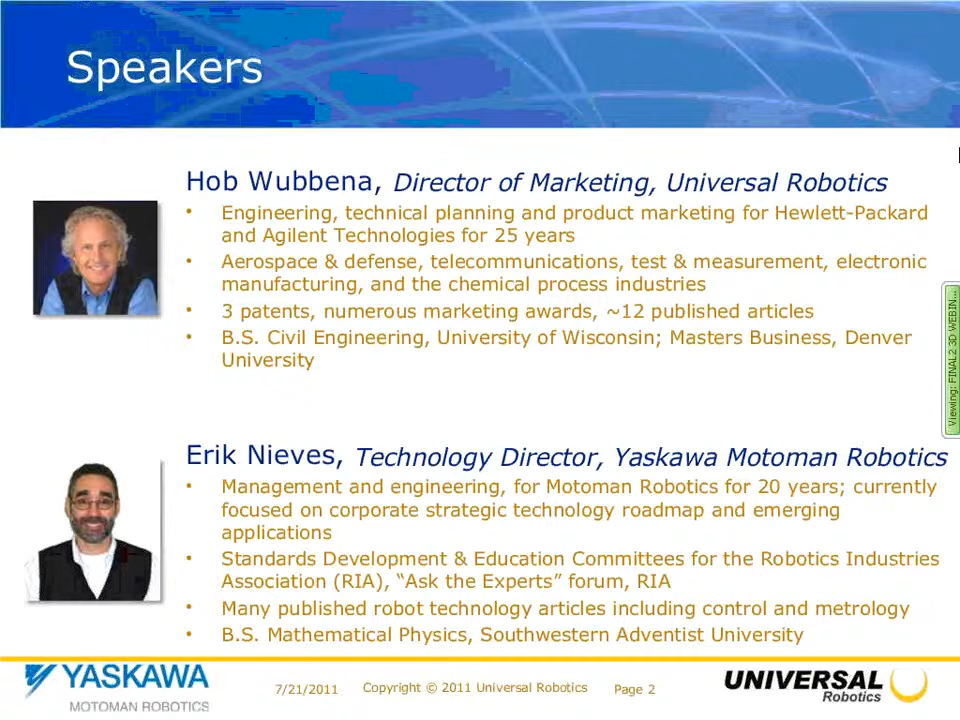 Speakers
Hob Wubbena, Director of Marketing, Universal Robotics
• Engineering, technical planning and product marketing for Hewlett-Packard
and Agilent Technologies for 25 years
• Aerospace & defense, telecommunications, test & measurement, electronic
manufacturing, and the chemical process industries
• 3 patents, numerous marketing awards, ~12 published articles
• B.S. Civil Engineering, University of Wisconsin; Masters Business, Denver
University
Viewing: FINAL2 3D WEBIN...
Erik Nieves, Technology Director, Yaskawa Motoman Robotics
• Management and engineering, for Motoman Robotics for 20 years; currently
focused on corporate strategic technology roadmap and emerging
applications
• Standards Development & Education Committees for the Robotics Industries
Association (RIA), “Ask the Experts” forum, RIA
• Many published robot technology articles including control and metrology
• B.S. Mathematical Physics, Southwestern Adventist University
YASKAWA
MOTOMAN ROBOTICS
7/21/2011 Copyright © 2011 Universal Robotics Page 2
UNIVERSAL
Robotics